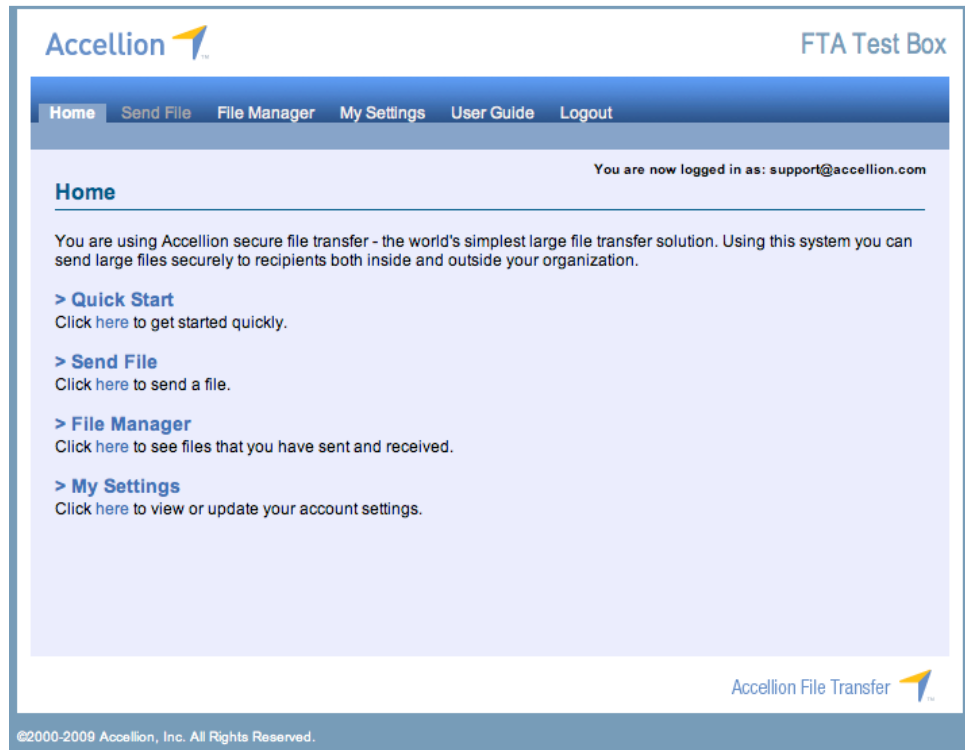 Accellion
FTA Test Box
Home Send File File Manager My Settings User Guide Logout
You are now logged in as: support@accellion.com
Home
You are using Accellion secure file transfer - the world's simplest large file transfer solution. Using this system you can
send large files securely to recipients both inside and outside your organization.
> Quick Start
Click here to get started quickly.
> Send File
Click here to send a file.
> File Manager
Click here to see files that you have sent and received.
> My Settings
Click here to view or update your account settings.
Accellion File Transfer
©2000-2009 Accellion, Inc. All Rights Reserved.